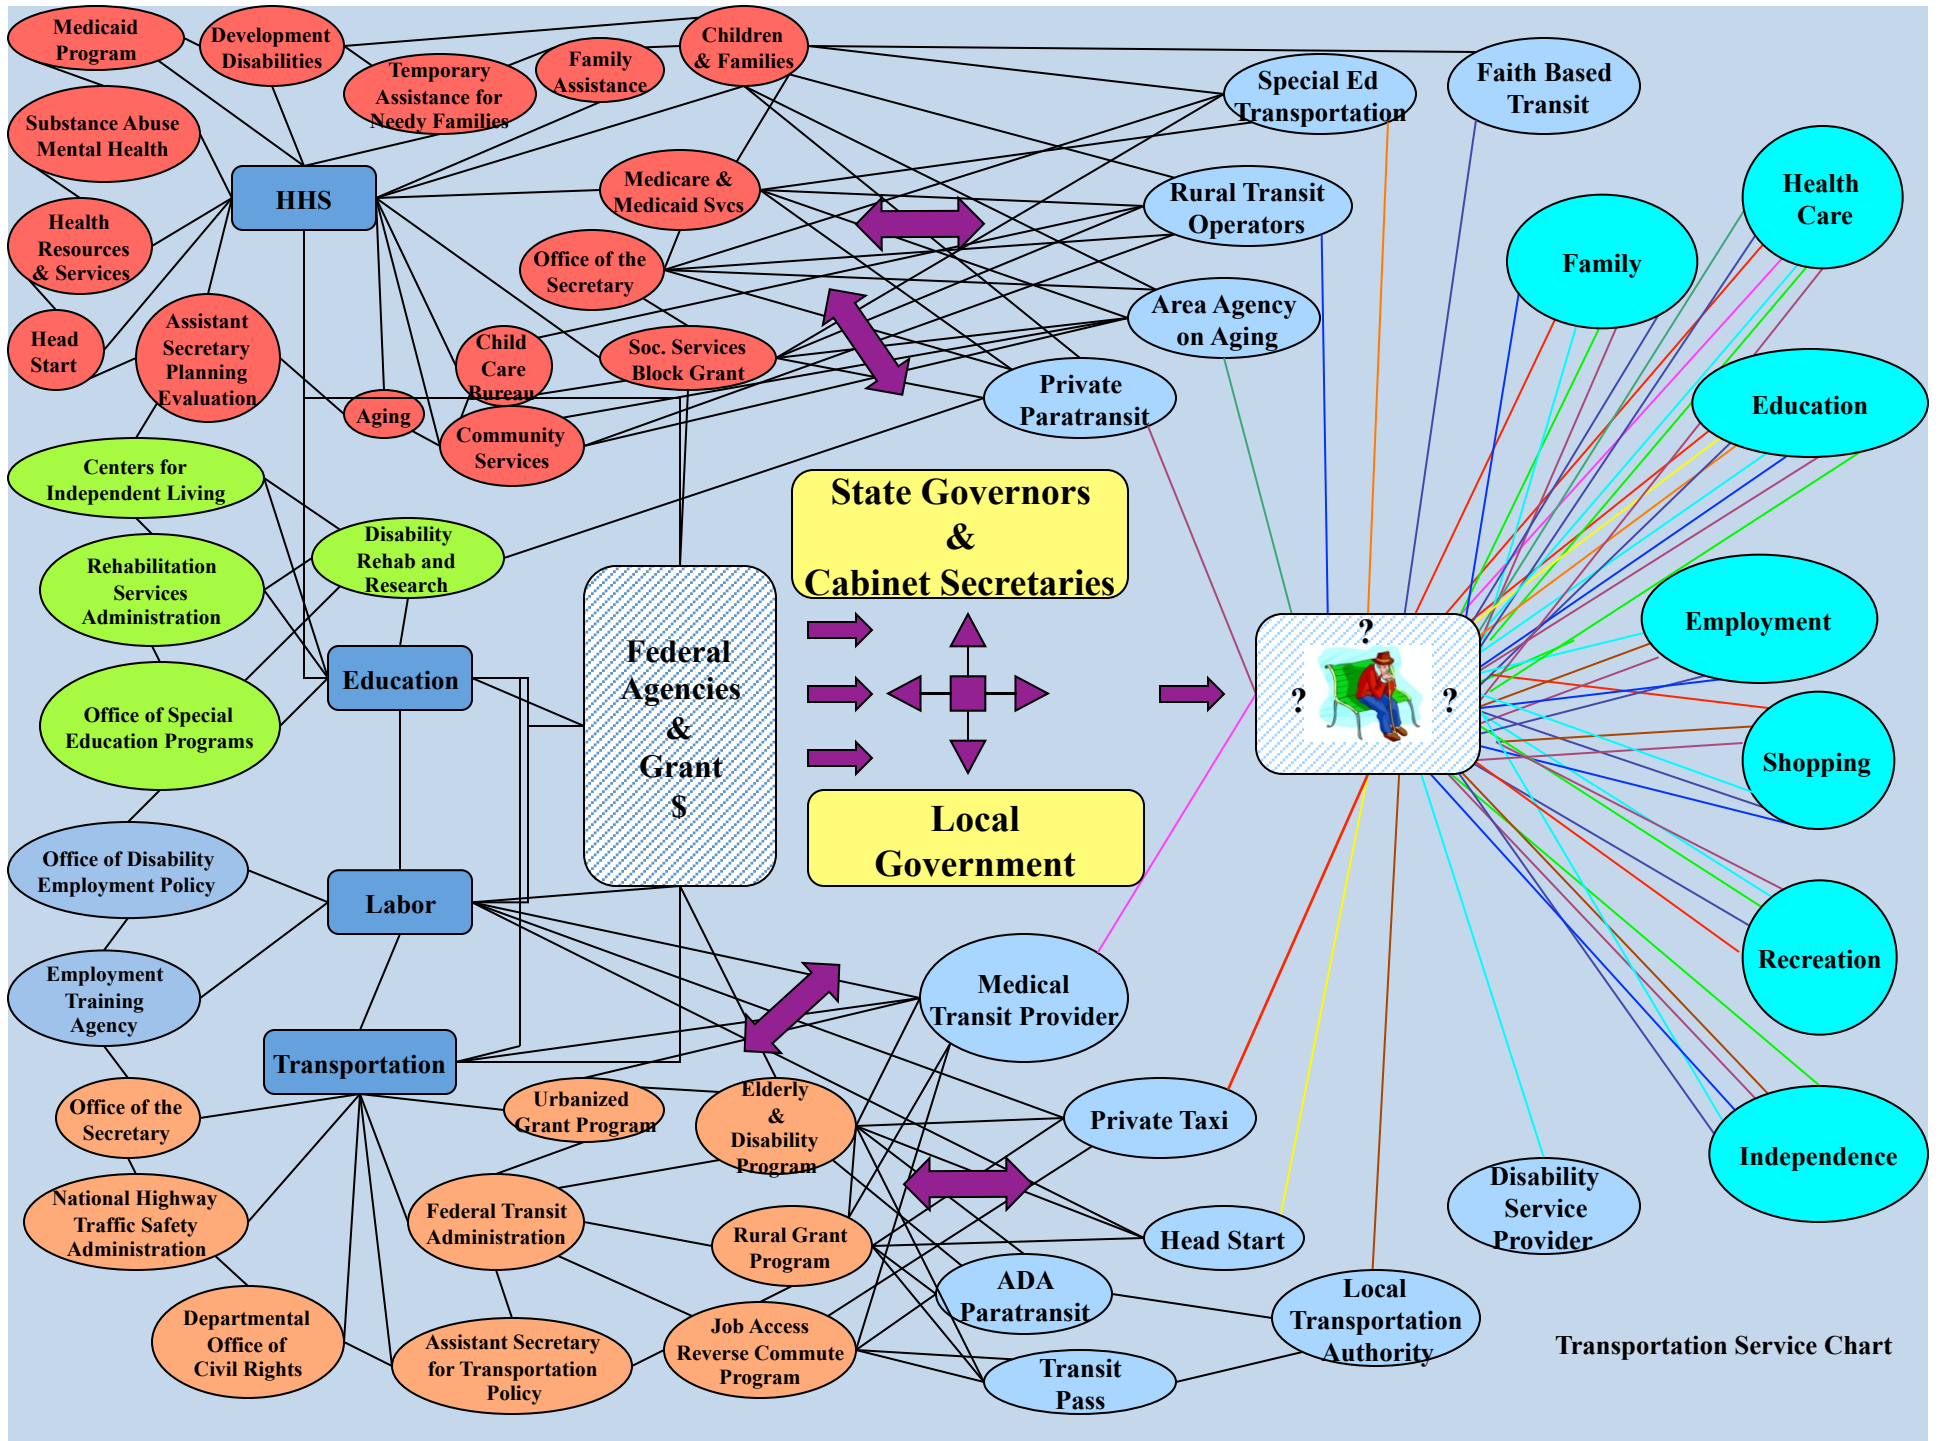 Medicaid
Program
Development
Disabilities
Temporary
Assistance for
Needy Families
Family
Assistance
Children
& Families
Special Ed
Transportation
Faith Based
Transit
Substance Abuse
Mental Health
HHS
Medicare &
Medicaid Svcs
Rural Transit
Operators
Health
Care
Family
Health
Resources
& Services
Office of the
Secretary
Area Agency
on Aging
Head
Start
Assistant
Secretary
Planning
Evaluation
Child
Care
Bureau
Soc. Services
Block Grant
Private
Paratransit
Education
Aging
Community
Services
Centers for
Independent Living
State Governors
&
Cabinet Secretaries
Disability
Rehab and
Research
Rehabilitation
Services
Administration
Employment
Education
Federal
Agencies
&
Grant
$
?
?
?
Office of Special
Education Programs
Shopping
Local
Government
Office of Disability
Employment Policy
Labor
Recreation
Employment
Training
Agency
Medical
Transit Provider
Transportation
Office of the
Secretary
Urbanized
Grant Program
Elderly
&
Disability
Program
Private Taxi
Independence
National Highway
Traffic Safety
Administration
Federal Transit
Administration
Rural Grant
Program
Head Start
Disability
Service
Provider
ADA
Paratransit
Local
Transportation
Authority
Departmental
Office of
Civil Rights
Assistant Secretary
for Transportation
Policy
Job Access
Reverse Commute
Program
Transit
Pass
Transportation Service Chart